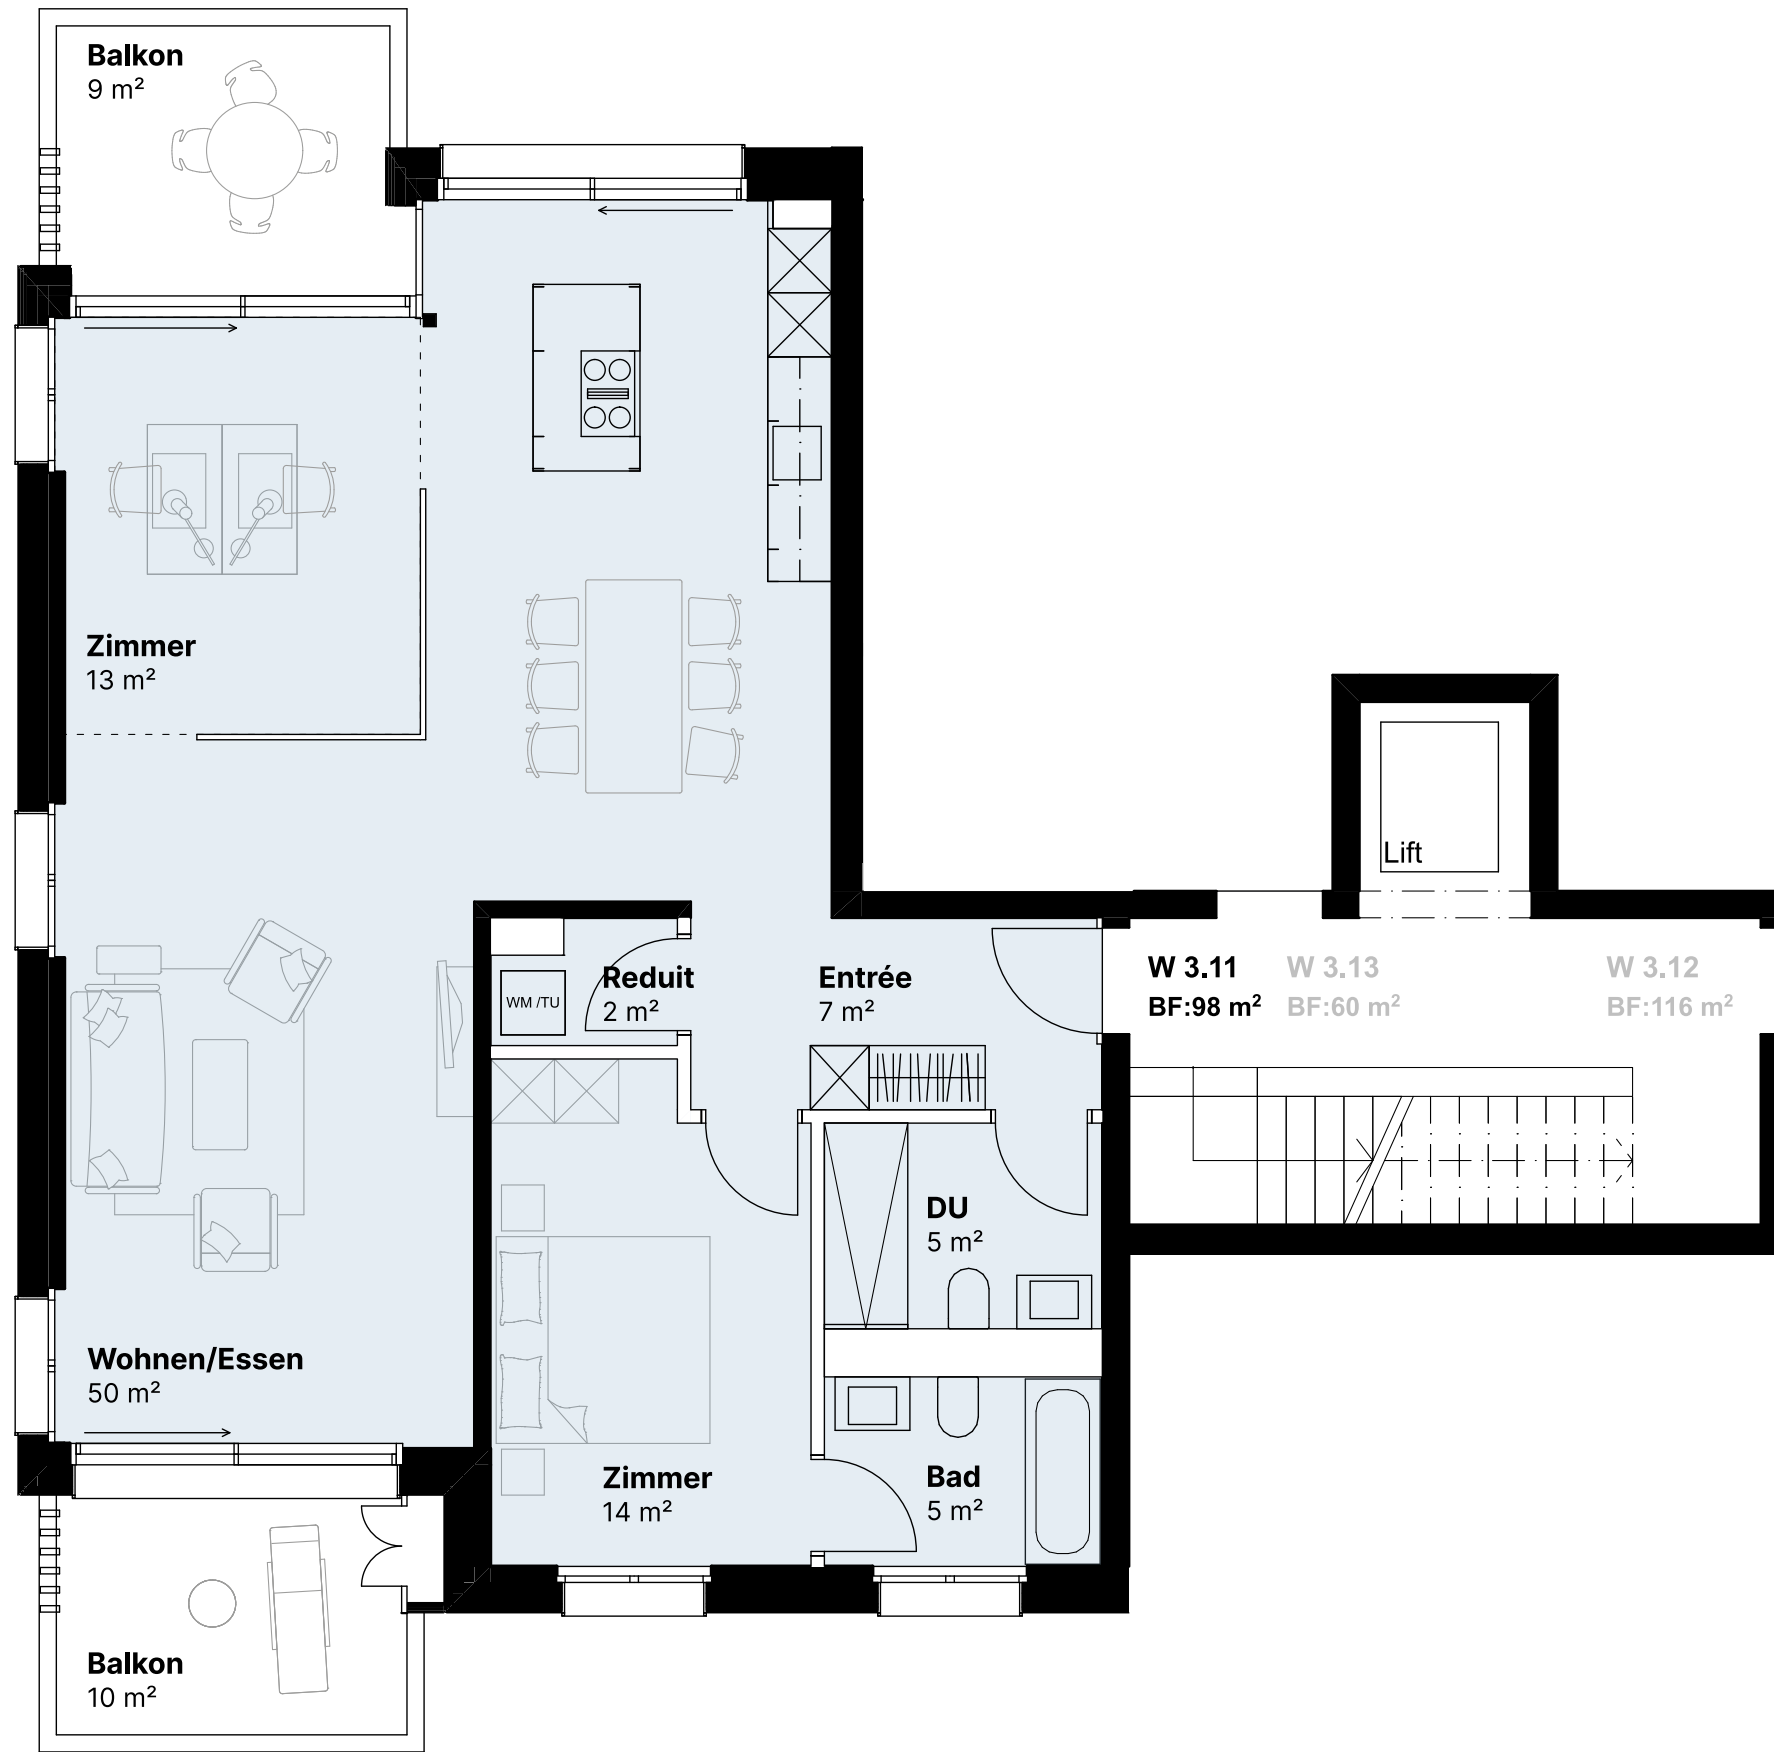 Balkon
9 m²
Zimmer
13 m²
Lift
Reduit
2 m²
WM /TU
Entrée
7 m²
W 3.11
BF:98 m²
W 3.13
BF:60 m²
W 3.12
BF:116 m²
DU
5 m²
Wohnen/Essen
50 m²
Zimmer
14 m²
Bad
5 m²
Balkon
10 m²